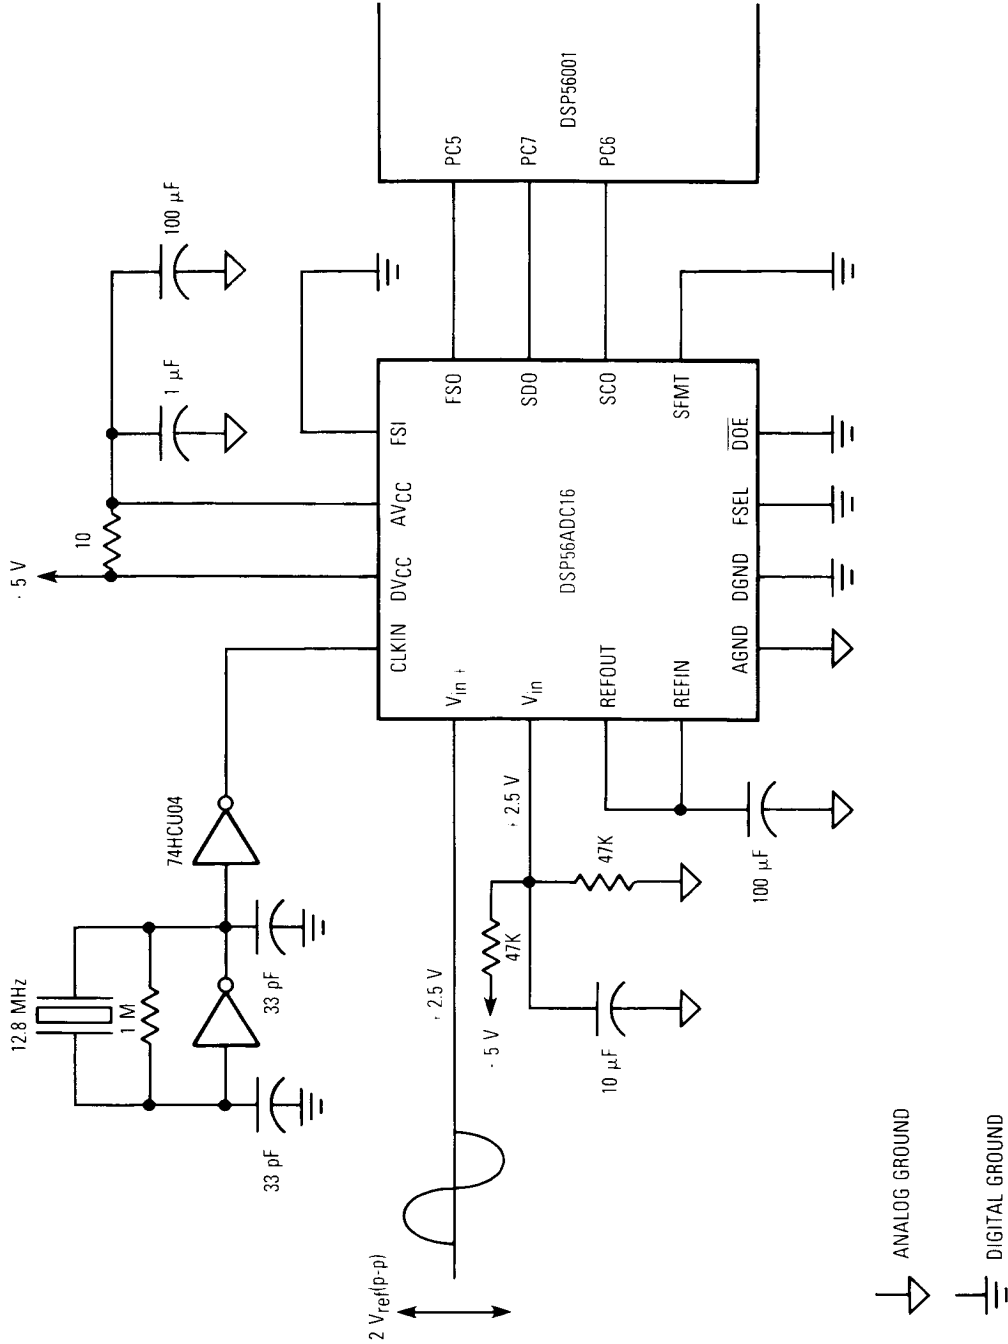 12.8 MHz
1 M
33 pF
33 pF
74HCU04
· 5 V
10
1 µF
100 µF
CLKIN
DVCC
AVCC
FSI
2 Vref(p-p)
, 2.5 V
Vin +
Vin
REFOUT
REFIN
DSP56ADC16
FSO
SDO
SCO
SFMT
PC5
PC7
PC6
DSP56001
, 2.5 V
· 5 V
47K
47K
10 µF
100 µF
AGND
DGND
FSEL
DOE
ANALOG GROUND
DIGITAL GROUND